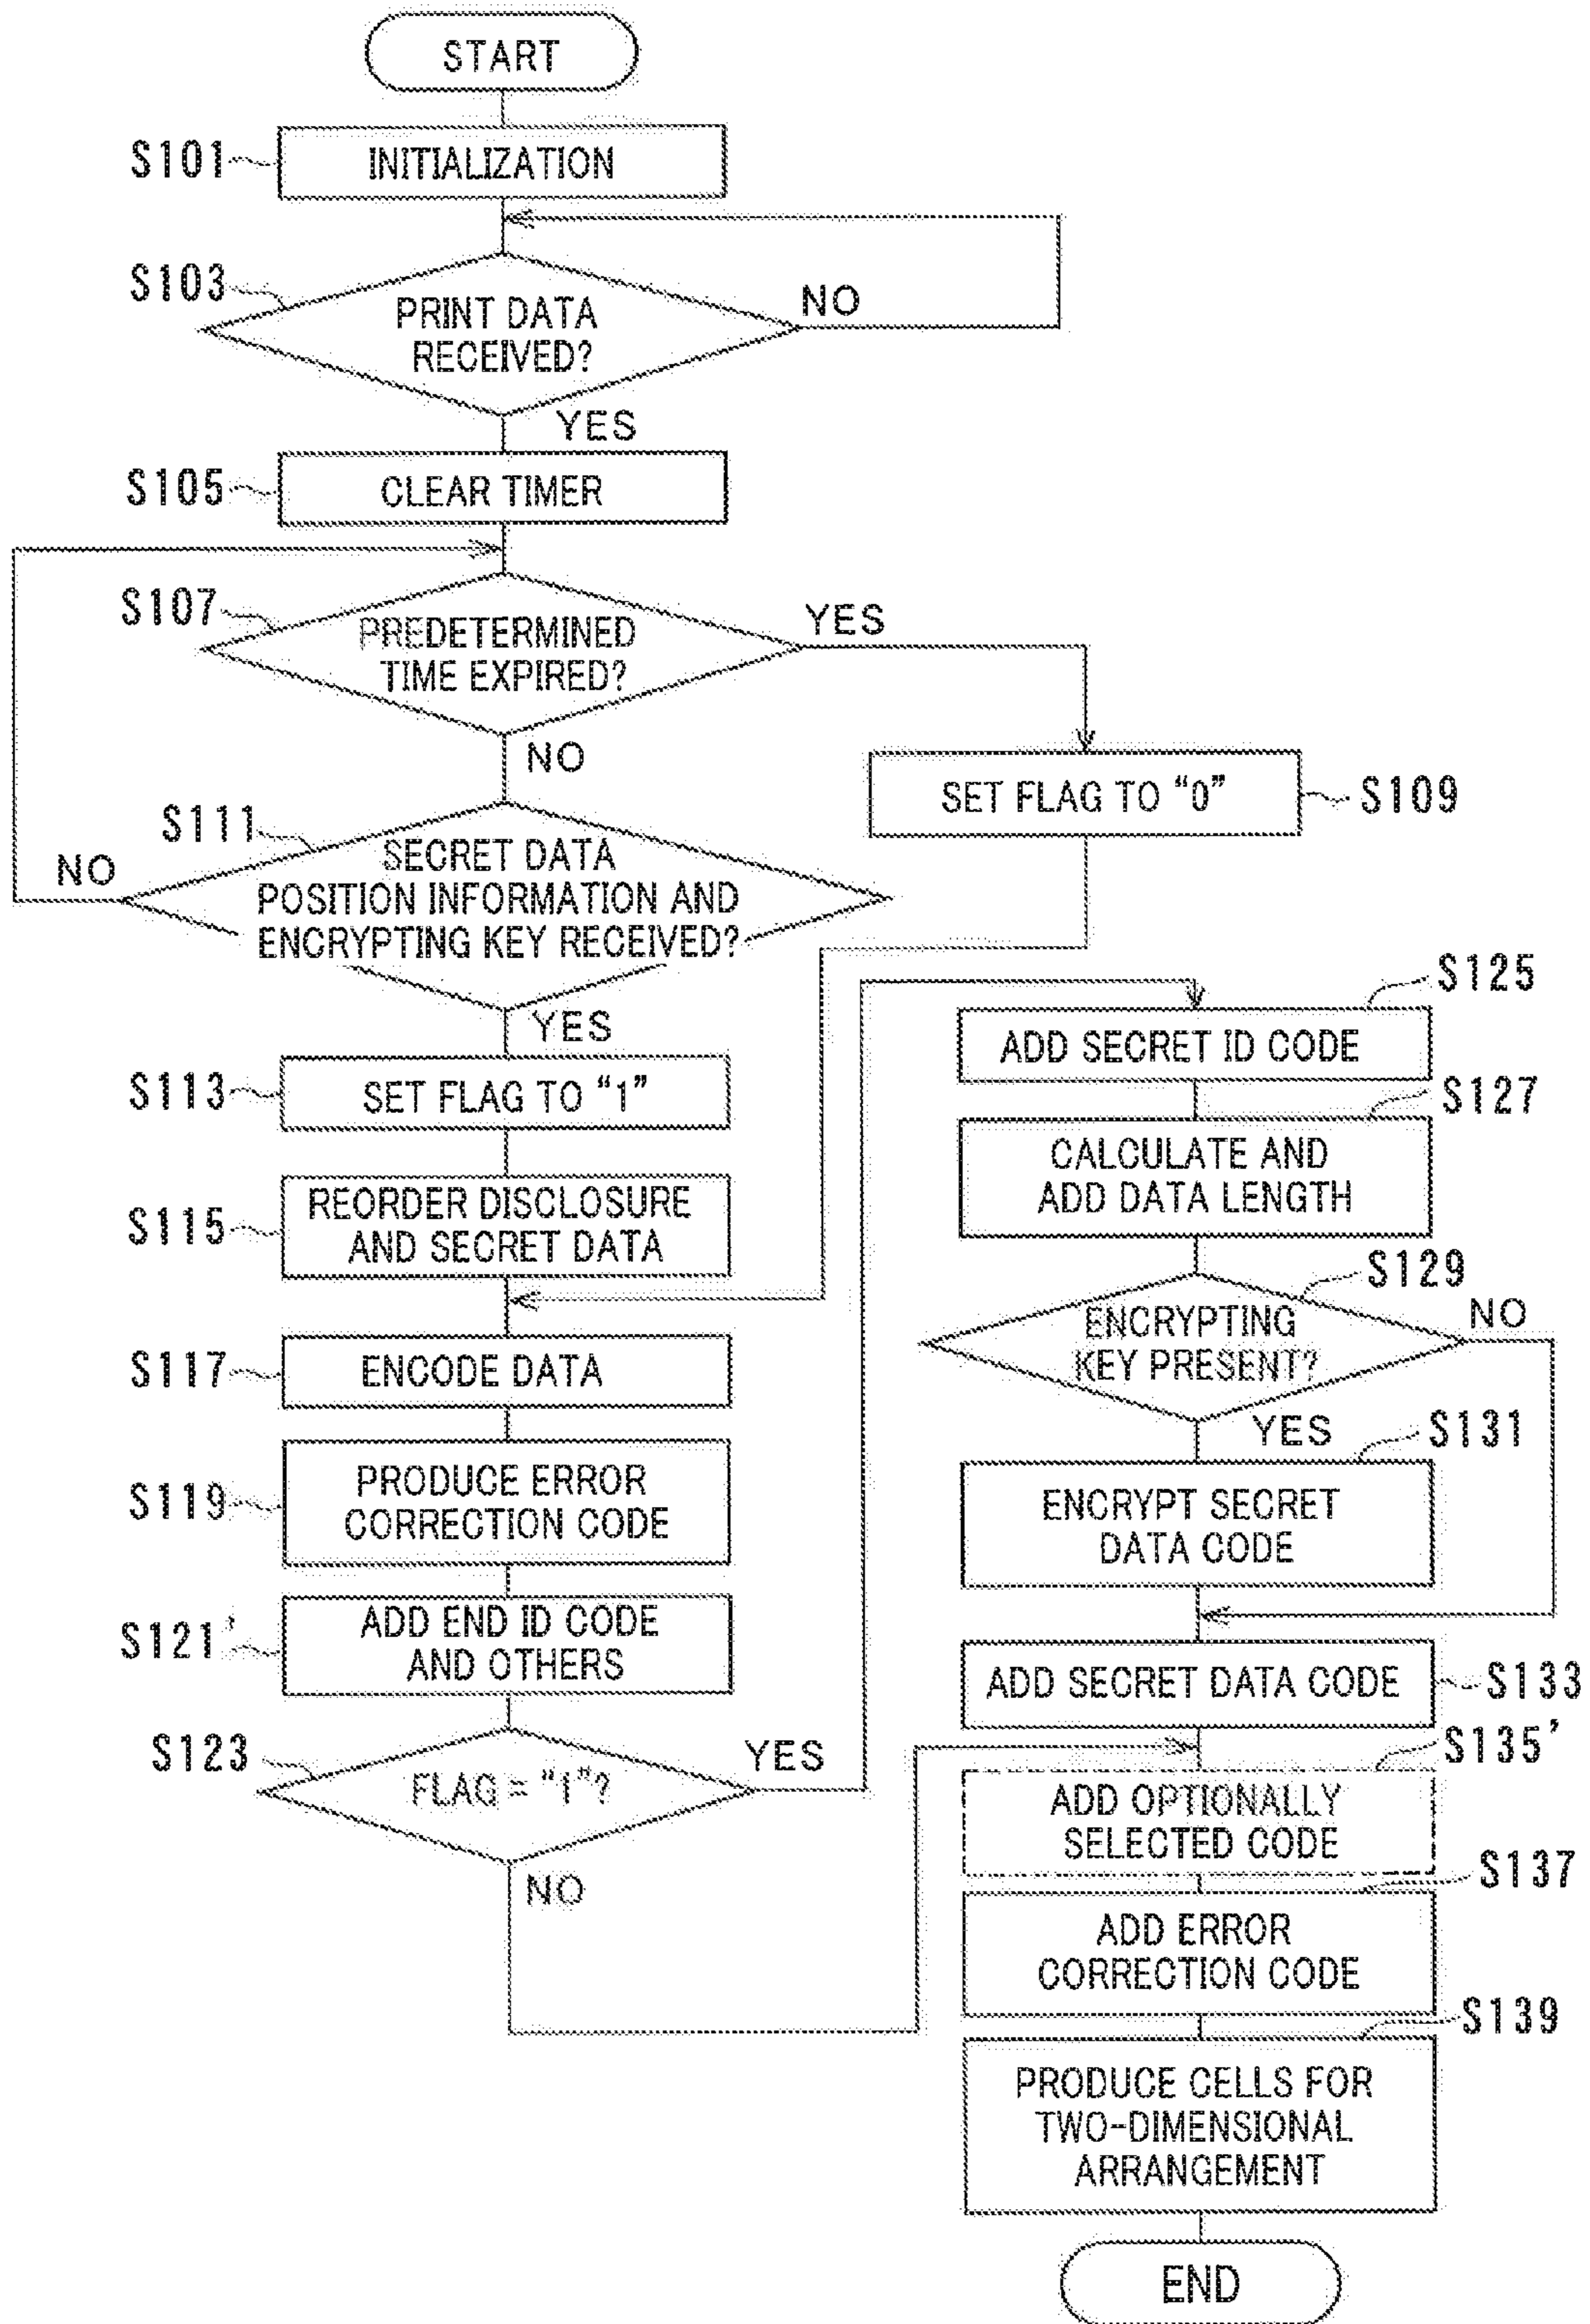 START
S101
INITIALIZATION
S103
PRINT DATA
RECEIVED?
NO
YES
S105
CLEAR TIMER
S107
PREDETERMINED
TIME EXPIRED?
YES
NO
SET FLAG TO “0”
S109
S111
SECRET DATA
POSITION INFORMATION AND
ENCRYPTING KEY RECEIVED?
NO
YES
S113
SET FLAG TO “1”
S115
REORDER DISCLOSURE
AND SECRET DATA
S117
ENCODE DATA
S119
PRODUCE ERROR
CORRECTION CODE
S121’
ADD END ID CODE
AND OTHERS
S123
FLAG = “1”?
YES
NO
S125
ADD SECRET ID CODE
S127
CALCULATE AND
ADD DATA LENGTH
S129
ENCRYPTING
KEY PRESENT?
NO
YES
S131
ENCRYPT SECRET
DATA CODE
ADD SECRET DATA CODE
S133
S135’
ADD OPTIONALLY
SELECTED CODE
S137
ADD ERROR
CORRECTION CODE
S139
PRODUCE CELLS FOR
TWO-DIMENSIONAL
ARRANGEMENT
END